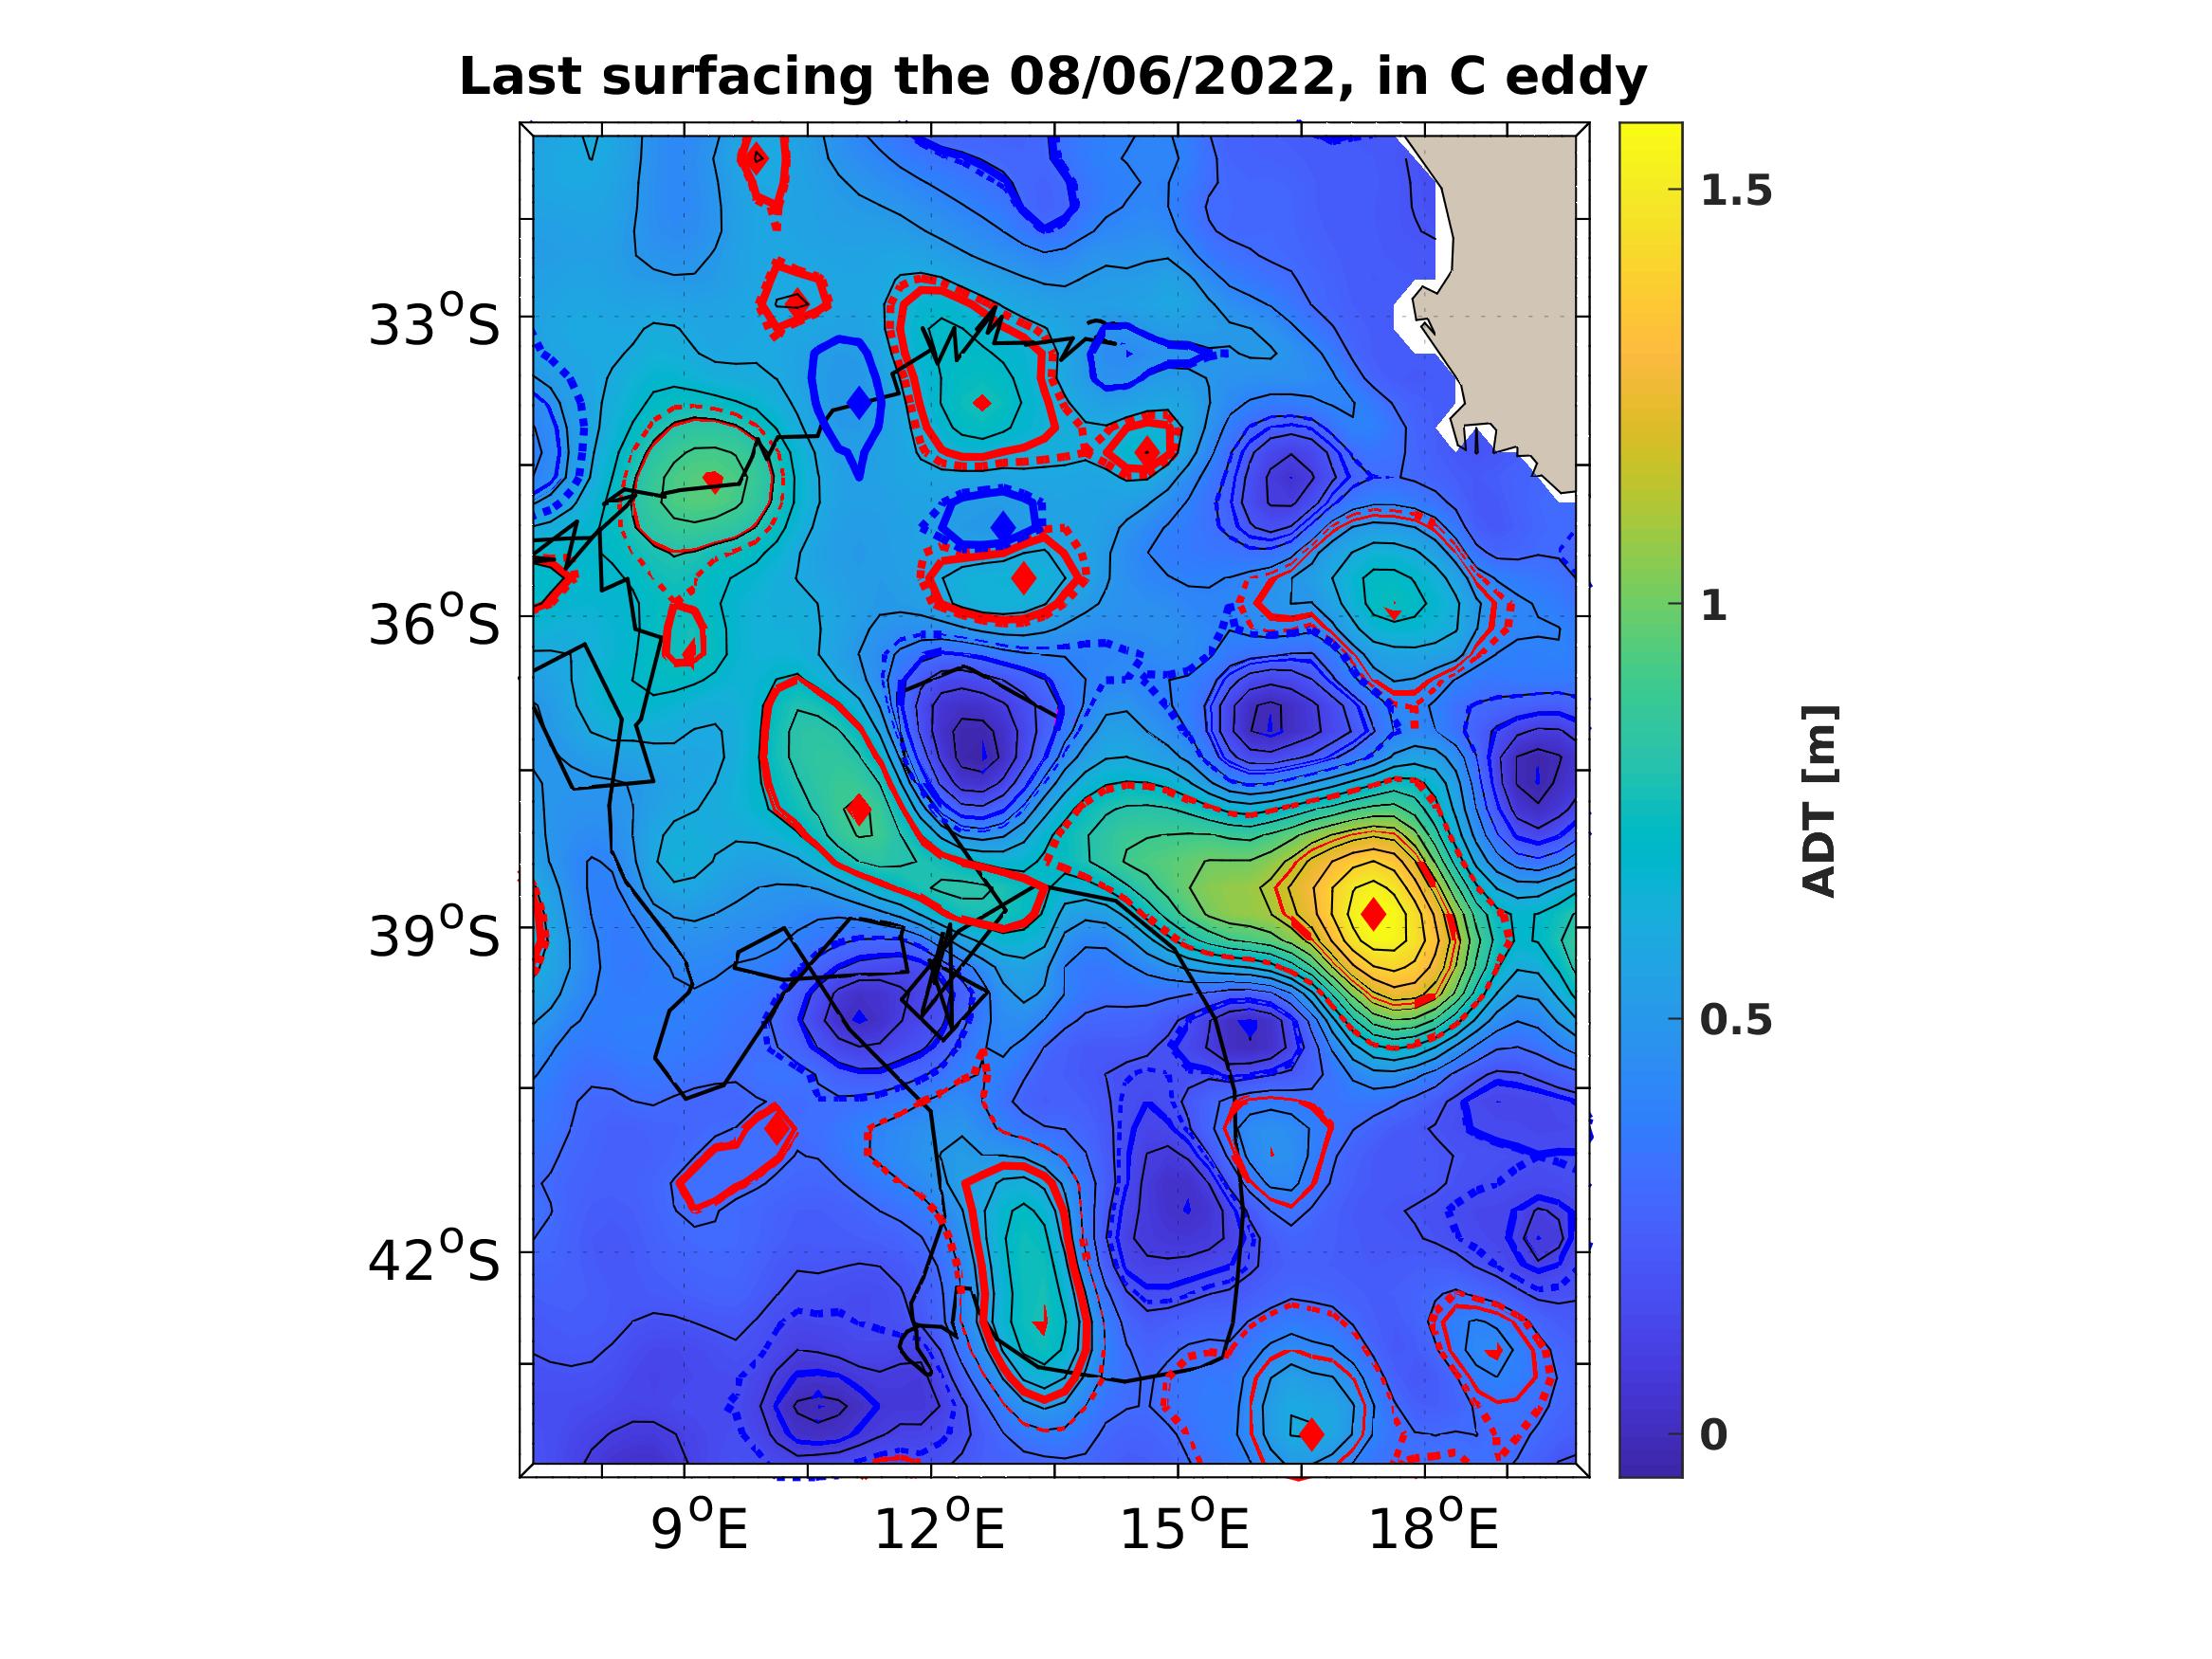 Last surfacing the 08/06/2022, in C eddy
33°S
36°S
39°S
42°S
9°E
12°E
15°E
18°E
1.5
1
0.5
0
ADT [m]